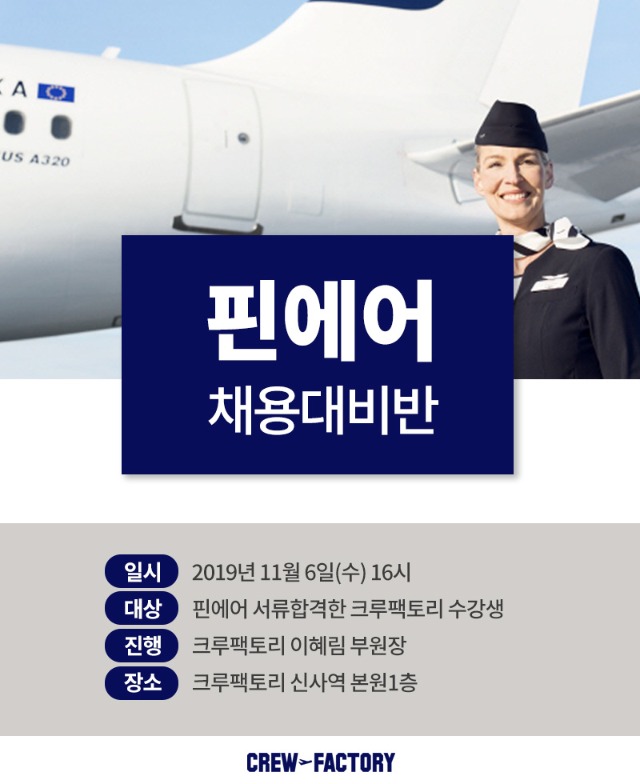 KA
US A320
핀에어
채용대비반
일시 2019년 11월 6일(수) 16시
대상 핀에어 서류합격한 크루팩토리 수강생
진행 크루팩토리 이혜림 부원장
장소 크루팩토리 신사역 본원1층
CREW FACTORY